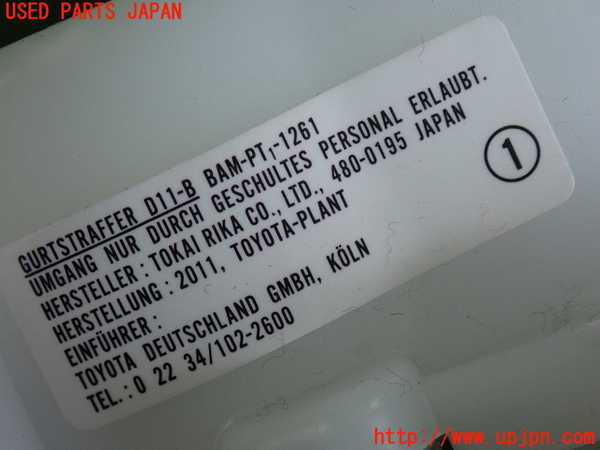 USED PARTS JAPAN
GURTSTRAFFER D11-B BAM-PT₁-1261
UMGANG NUR DURCH GESCHULTES PERSONAL ERLAUBT.
HERSTELLER: TOKAI RIKA CO., LTD., 480-0195 JAPAN
HERSTELLUNG: 2011, TOYOTA-PLANT
EINFÜHRER:
TOYOTA DEUTSCHLAND GMBH, KÖLN
TEL.: 0 22 34/102-2600
1
http://www.upjpn.com/